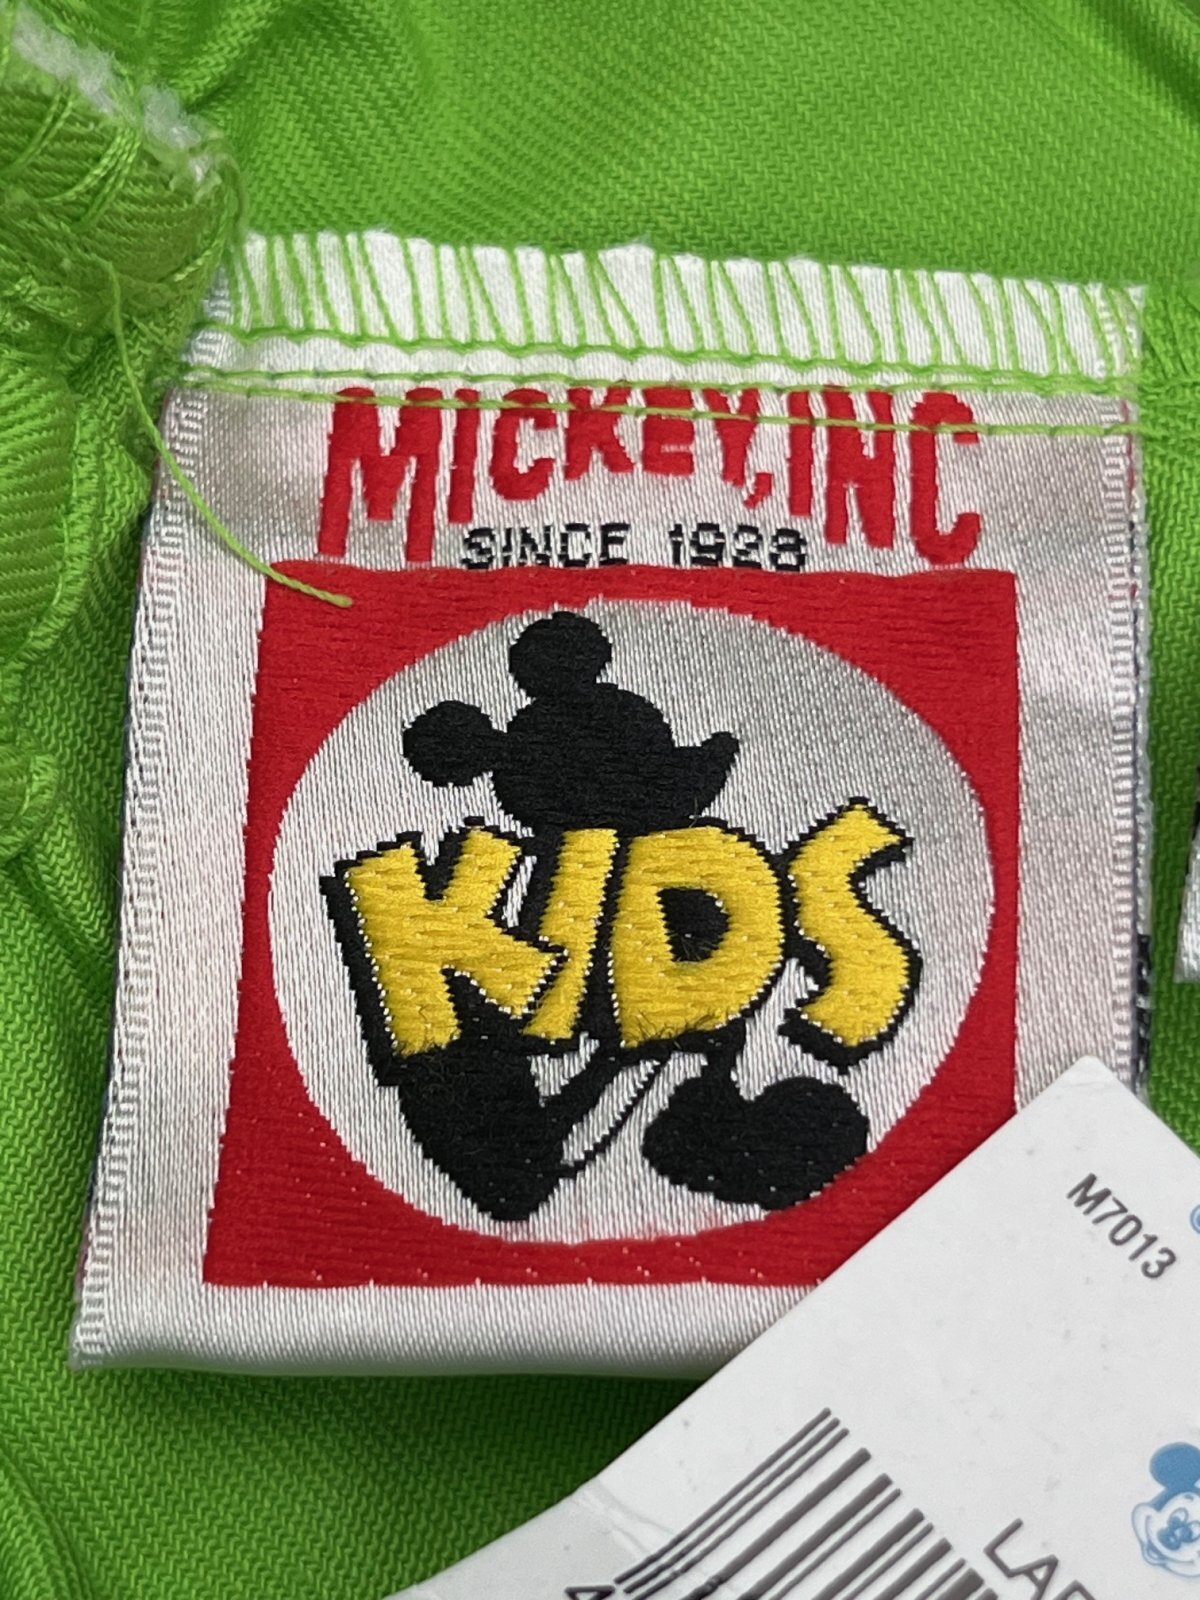 MICKEY, INC
SINCE 1928
KIDS
M7013